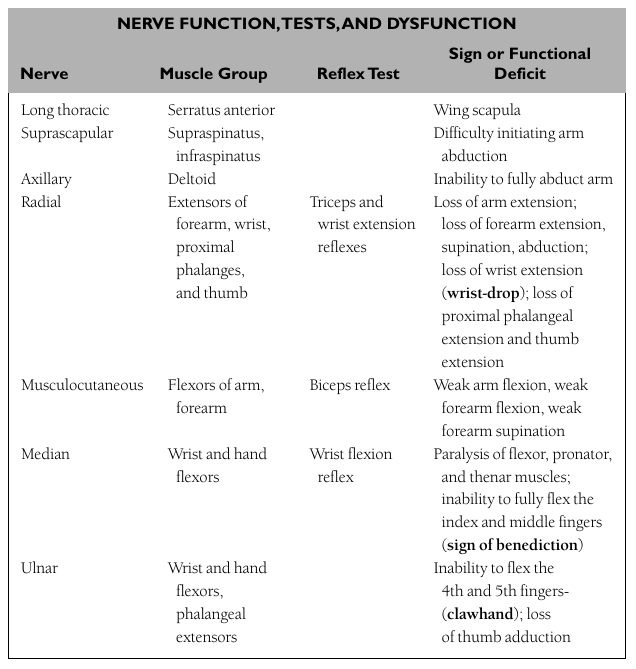 NERVE FUNCTION, TESTS, AND DYSFUNCTION
Nerve Muscle Group Reflex Test Sign or Functional Deficit
Long thoracic Serratus anterior Wing scapula
Suprascapular Supraspinatus, Difficulty initiating arm
infraspinatus abduction
Axillary Deltoid Inability to fully abduct arm
Radial Extensors of Triceps and Loss of arm extension;
forearm, wrist, wrist extension loss of forearm extension,
proximal reflexes supination, abduction;
phalanges, loss of wrist extension
and thumb (wrist-drop); loss of
proximal phalangeal
extension and thumb
extension
Musculocutaneous Flexors of arm, Biceps reflex Weak arm flexion, weak
forearm forearm flexion, weak
forearm supination
Median Wrist and hand Wrist flexion Paralysis of flexor, pronator,
flexors reflex and thenar muscles;
inability to fully flex the
index and middle fingers
(sign of benediction)
Ulnar Wrist and hand Inability to flex the
flexors, 4th and 5th fingers-
phalangeal (clawhand); loss
extensors of thumb adduction